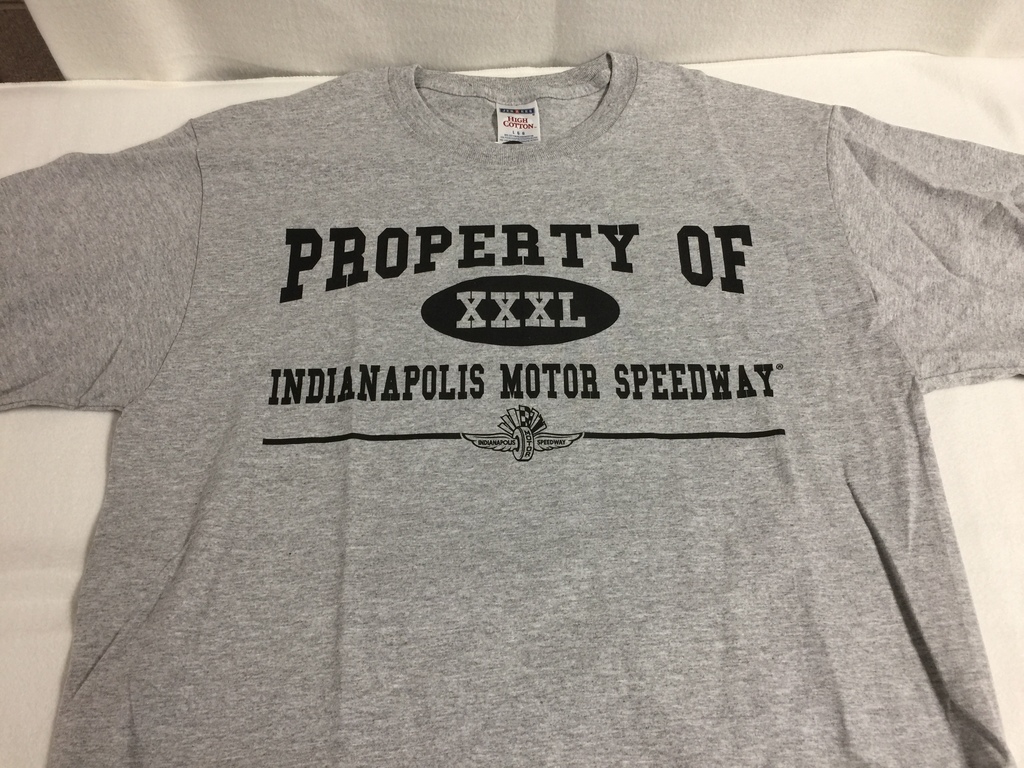 HIGH
COTTON
PROPERTY OF
XXXL
INDIANAPOLIS MOTOR SPEEDWAY®
INDIANAPOLIS MOTOR SPEEDWAY